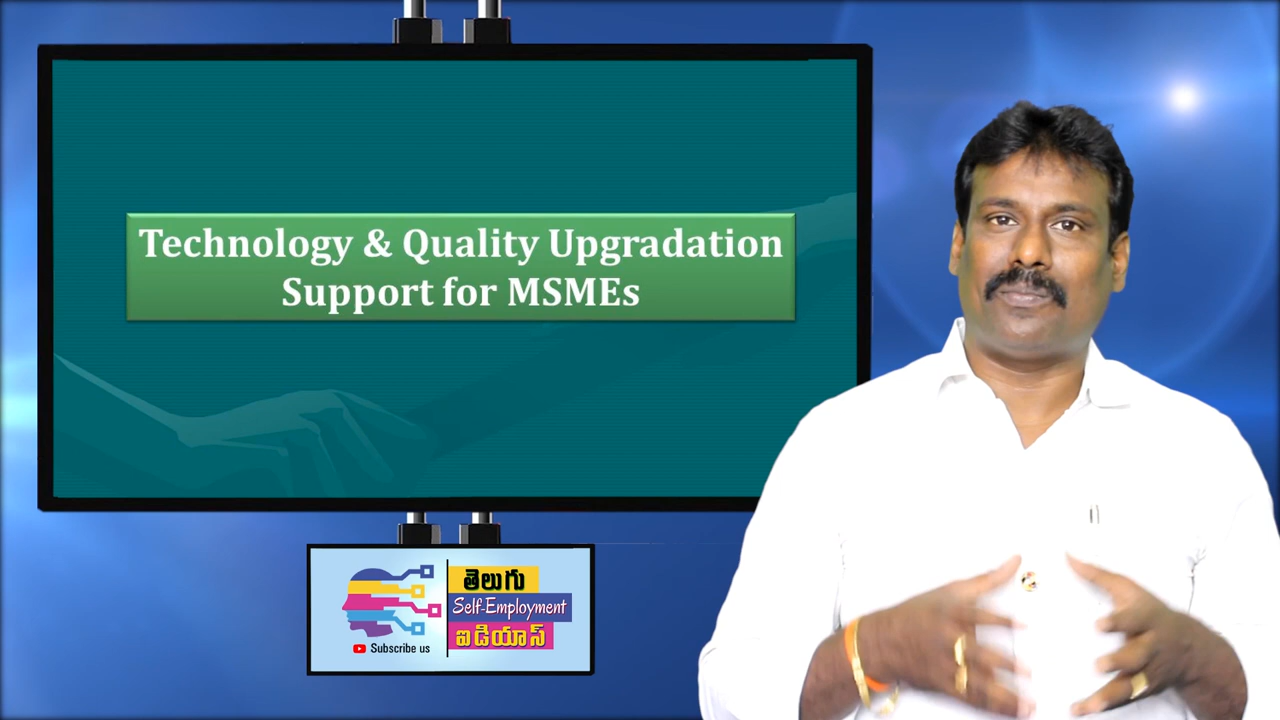 Technology & Quality Upgradation
Support for MSMEs
తెలుగు
Self-Employment
ఐడియాస్
Subscribe us